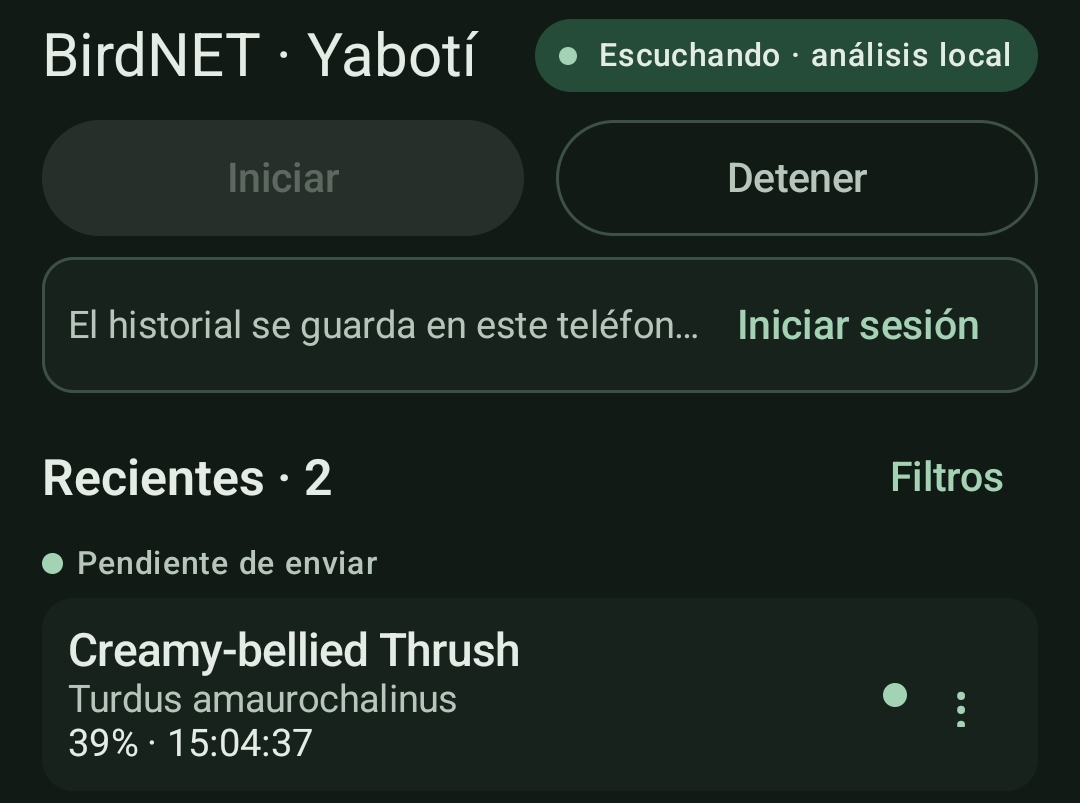 BirdNET · Yabotí
Escuchando · análisis local
Iniciar
Detener
El historial se guarda en este teléfon...
Iniciar sesión
Recientes · 2
Filtros
Pendiente de enviar
Creamy-bellied Thrush
Turdus amaurochalinus
39% · 15:04:37